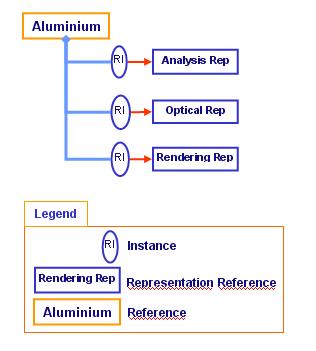 Aluminium
RI
Analysis Rep
RI
Optical Rep
RI
Rendering Rep
Legend
RI Instance
Rendering Rep Representation Reference
Aluminium Reference